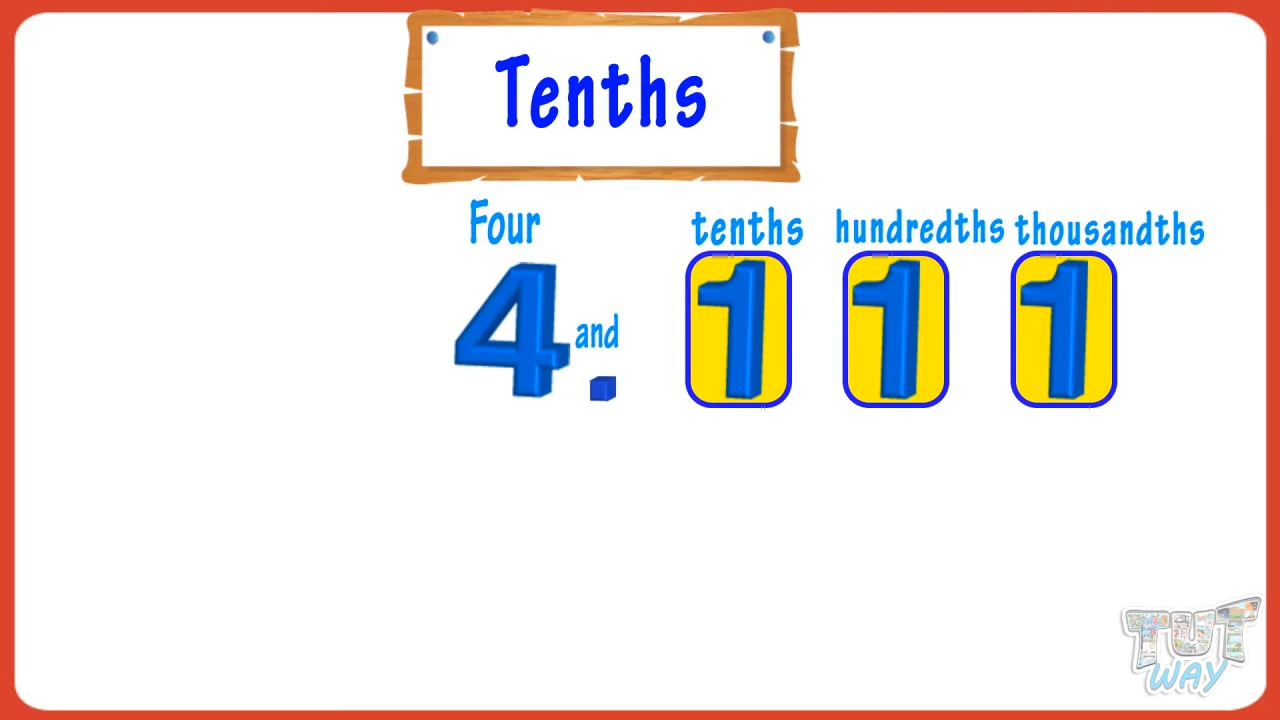 Tenths
Four tenths hundredths thousandths
4 and . 1 1 1
TUT
WAY